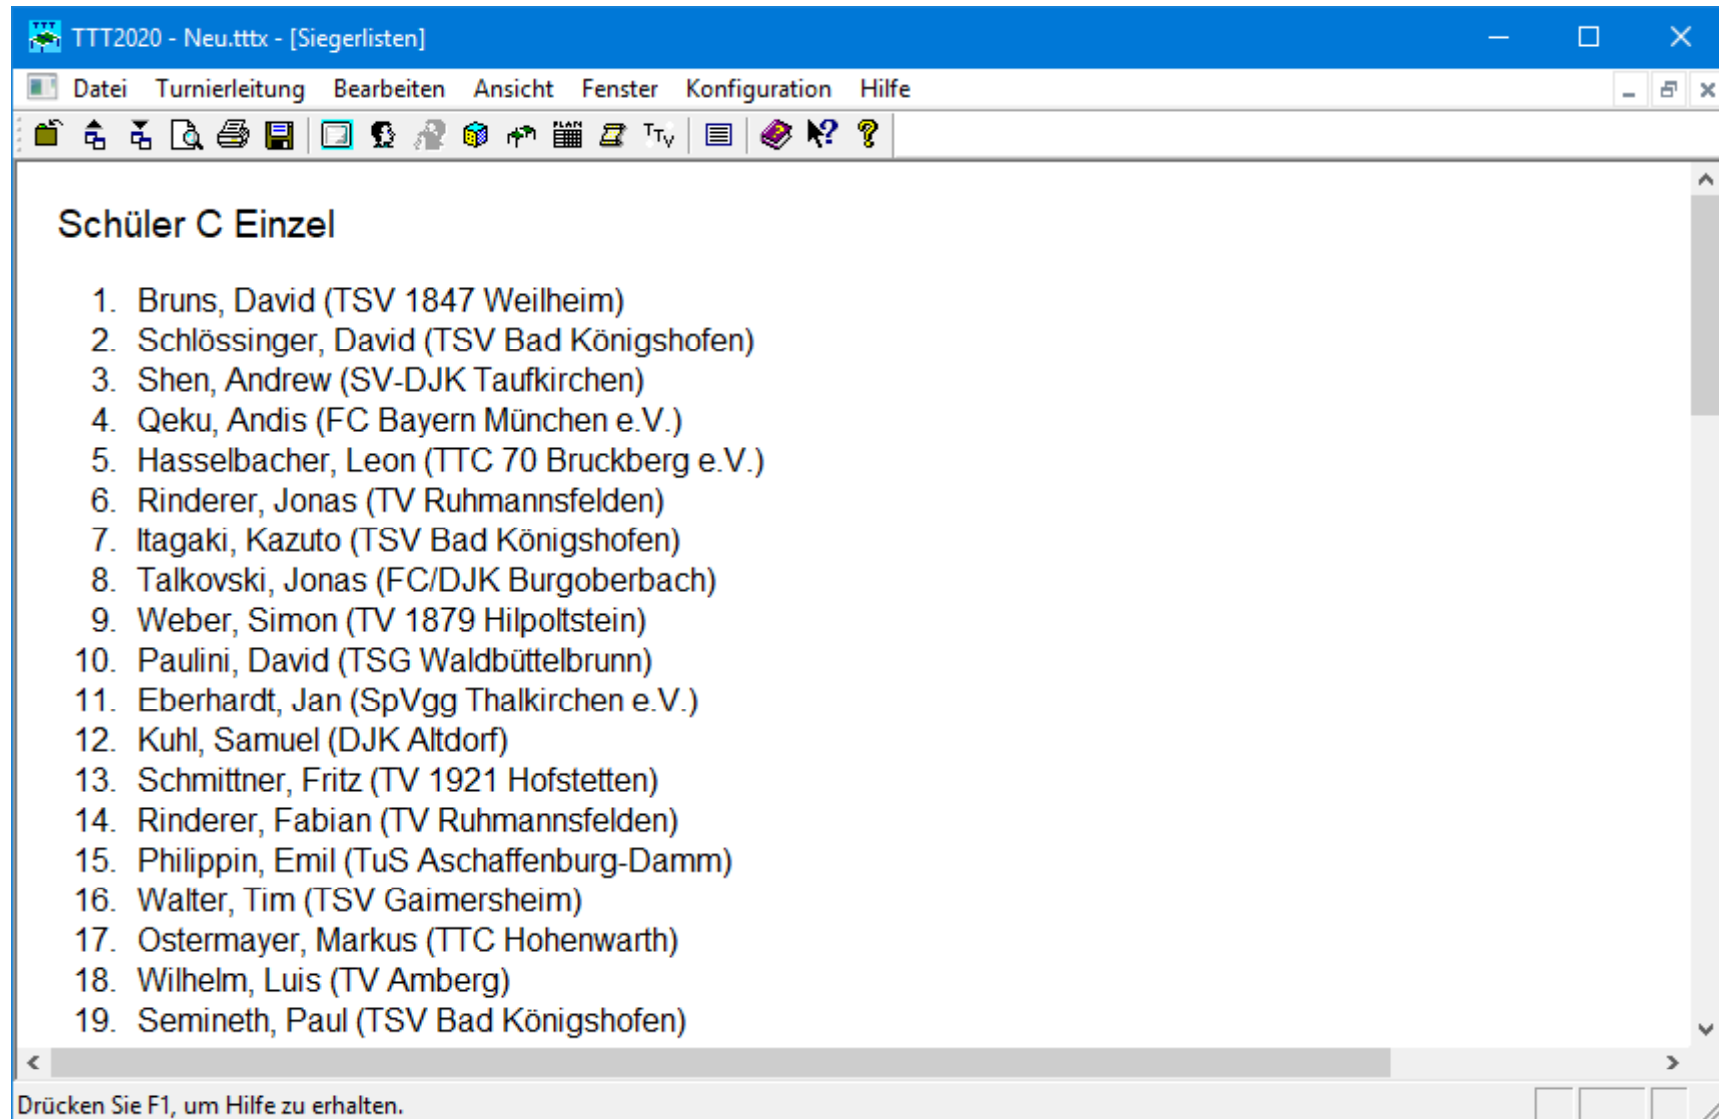 TTT2020 - Neu.tttx - [Siegerlisten]
Datei Turnierleitung Bearbeiten Ansicht Fenster Konfiguration Hilfe
Schüler C Einzel
1. Bruns, David (TSV 1847 Weilheim)
2. Schlössinger, David (TSV Bad Königshofen)
3. Shen, Andrew (SV-DJK Taufkirchen)
4. Qeku, Andis (FC Bayern München e.V.)
5. Hasselbacher, Leon (TTC 70 Bruckberg e.V.)
6. Rinderer, Jonas (TV Ruhmannsfelden)
7. Itagaki, Kazuto (TSV Bad Königshofen)
8. Talkovski, Jonas (FC/DJK Burgoberbach)
9. Weber, Simon (TV 1879 Hilpoltstein)
10. Paulini, David (TSG Waldbüttelbrunn)
11. Eberhardt, Jan (SpVgg Thalkirchen e.V.)
12. Kuhl, Samuel (DJK Altdorf)
13. Schmittner, Fritz (TV 1921 Hofstetten)
14. Rinderer, Fabian (TV Ruhmannsfelden)
15. Philippin, Emil (TuS Aschaffenburg-Damm)
16. Walter, Tim (TSV Gaimersheim)
17. Ostermayer, Markus (TTC Hohenwarth)
18. Wilhelm, Luis (TV Amberg)
19. Semineth, Paul (TSV Bad Königshofen)
Drücken Sie F1, um Hilfe zu erhalten.